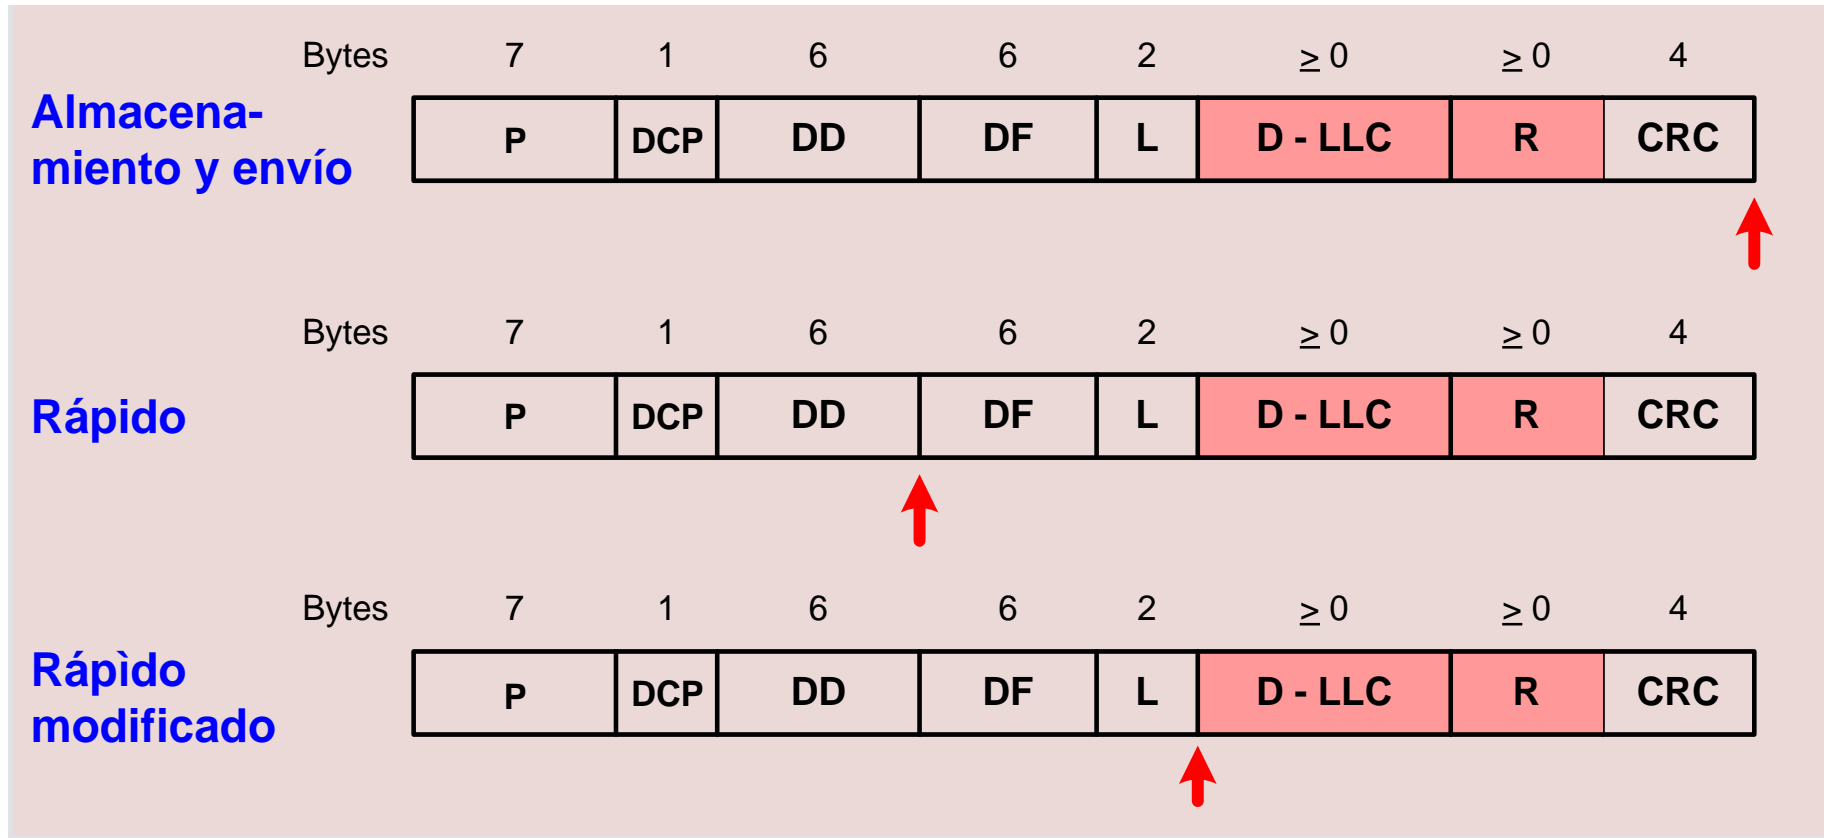 Bytes 7 1 6 6 2 ≥ 0 ≥ 0 4
Almacena-
miento y envío
P DCP DD DF L D - LLC R CRC
Bytes 7 1 6 6 2 ≥ 0 ≥ 0 4
Rápido
P DCP DD DF L D - LLC R CRC
Bytes 7 1 6 6 2 ≥ 0 ≥ 0 4
Rápìdo
modificado
P DCP DD DF L D - LLC R CRC